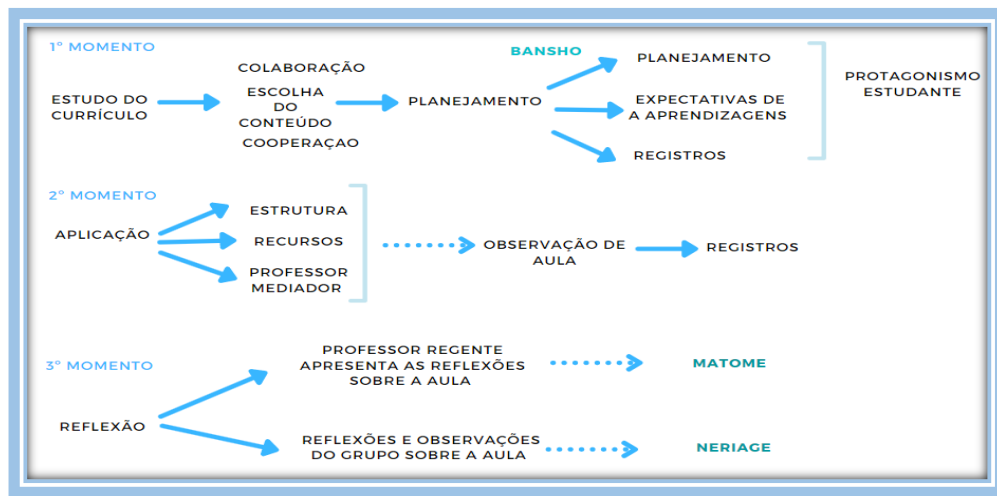 1º MOMENTO
ESTUDO DO
CURRÍCULO
COLABORAÇÃO
ESCOLHA
DO
CONTEÚDO
COOPERAÇAO
PLANEJAMENTO
BANSHO
PLANEJAMENTO
EXPECTATIVAS DE
A APRENDIZAGENS
REGISTROS
PROTAGONISMO
ESTUDANTE
2º MOMENTO
APLICAÇÃO
ESTRUTURA
RECURSOS
PROFESSOR
MEDIADOR
OBSERVAÇÃO DE
AULA
REGISTROS
3º MOMENTO
REFLEXÃO
PROFESSOR REGENTE
APRESENTA AS REFLEXÕES
SOBRE A AULA
MATOME
REFLEXÕES E OBSERVAÇÕES
DO GRUPO SOBRE A AULA
NERIAGE